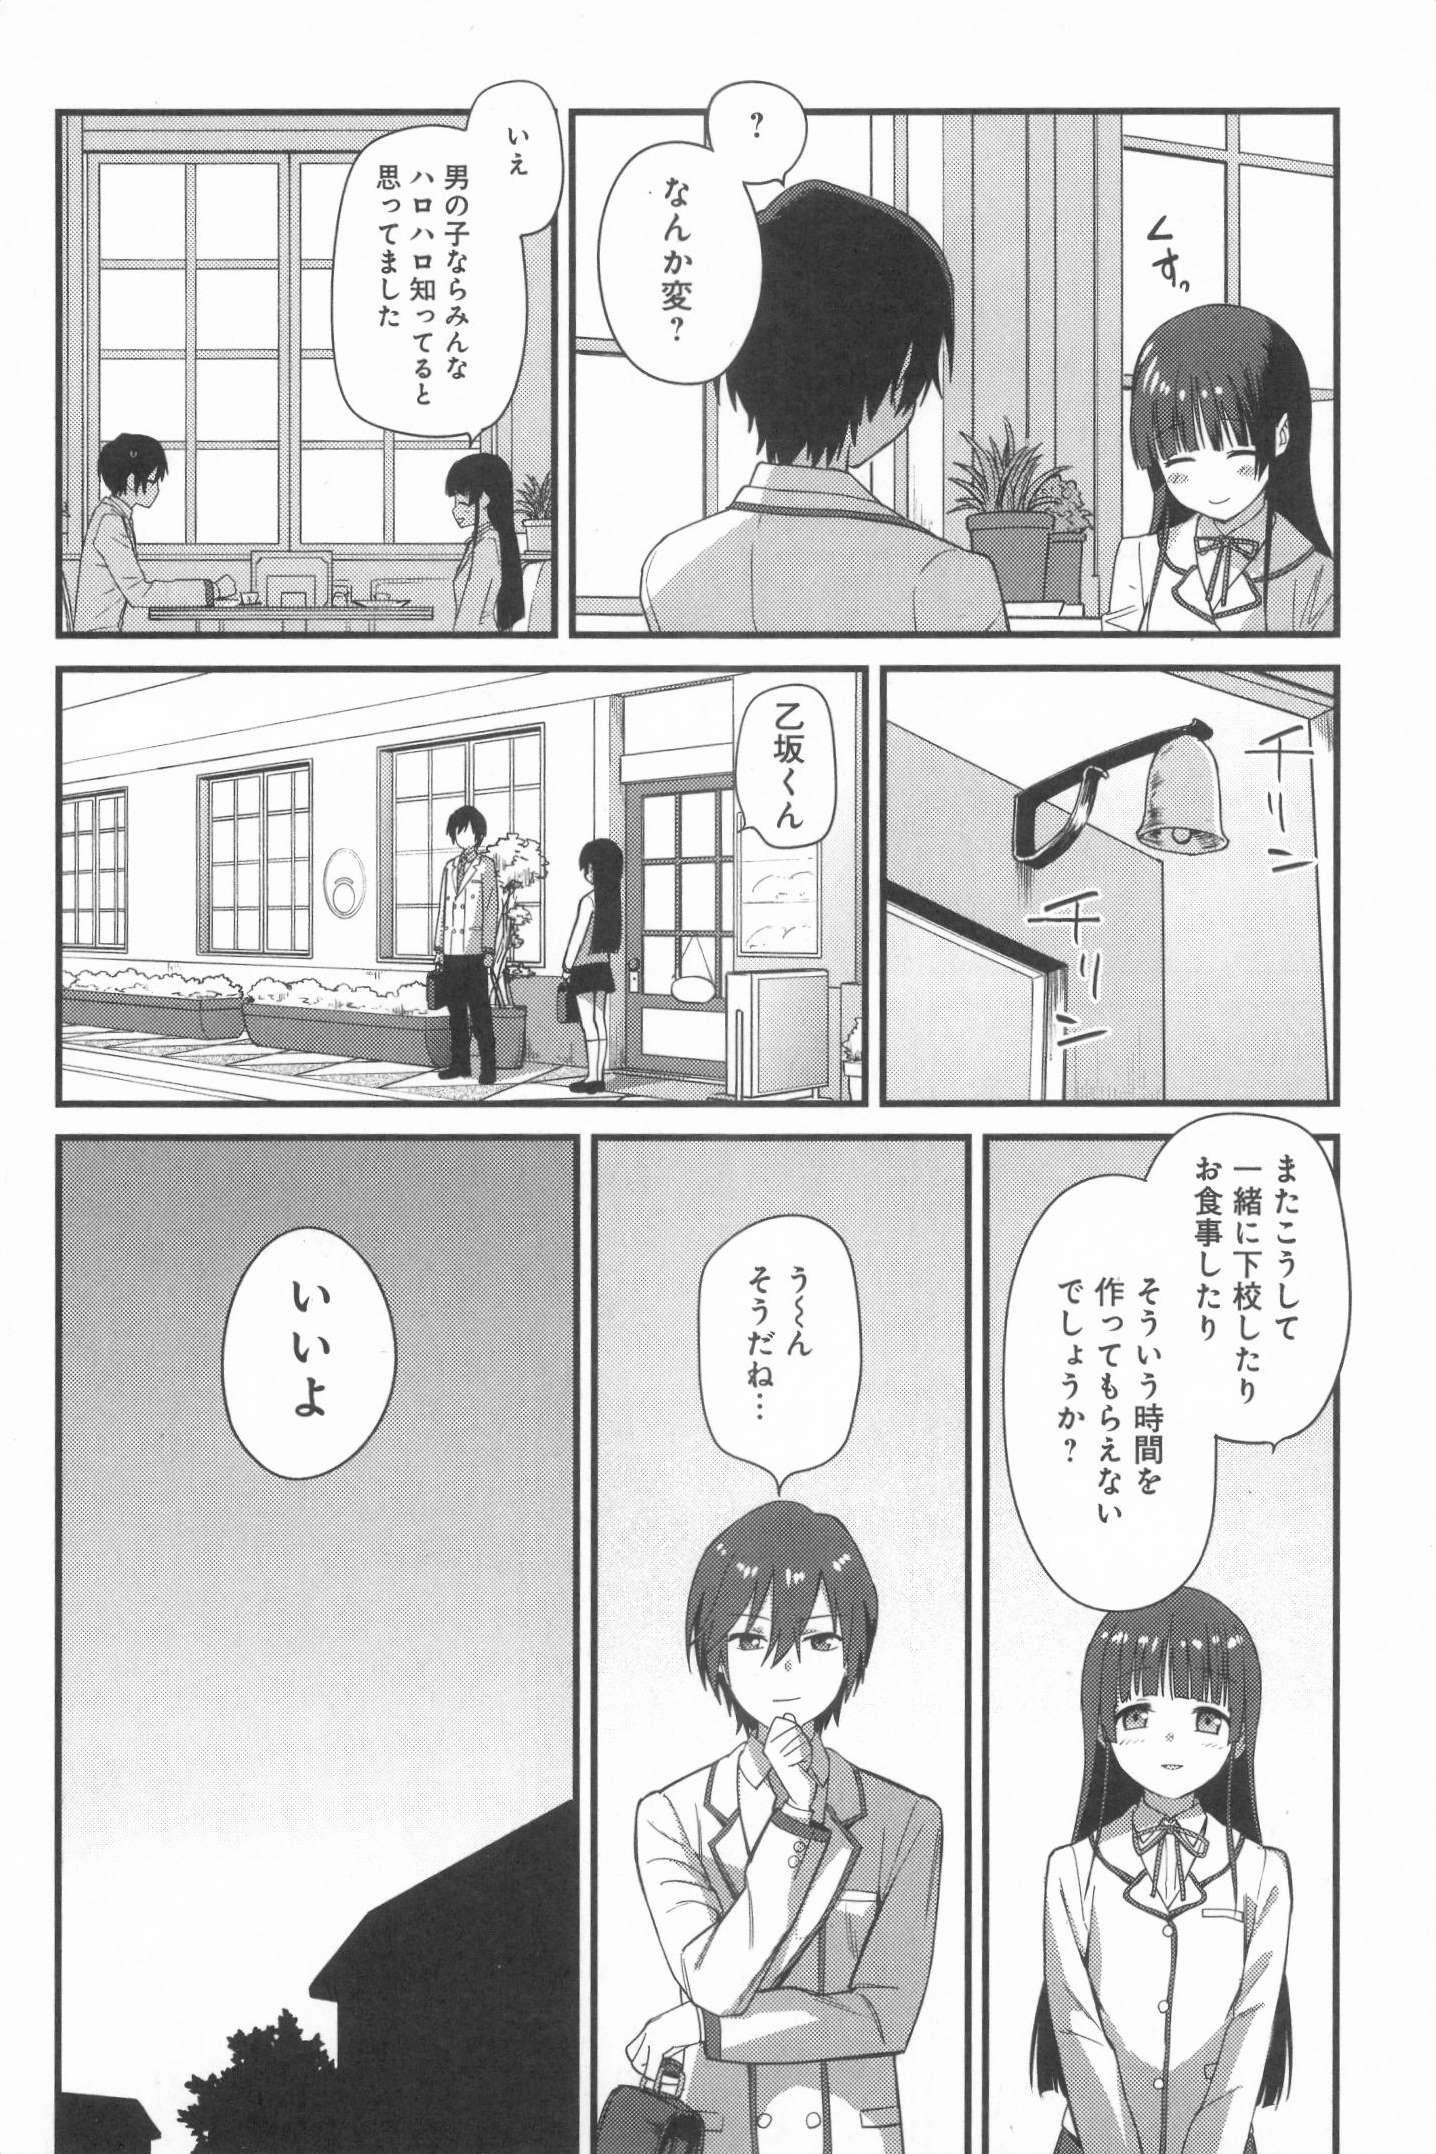 くすっ
?
なんか変?
いえ
男の子ならみんな
ハロハロ知ってると
思ってました
チリン
チリン
乙坂くん
またこうして
一緒に下校したり
お食事したり
そういう時間を
作ってもらえない
でしょうか?
う〜ん
そうだね…
いいよ